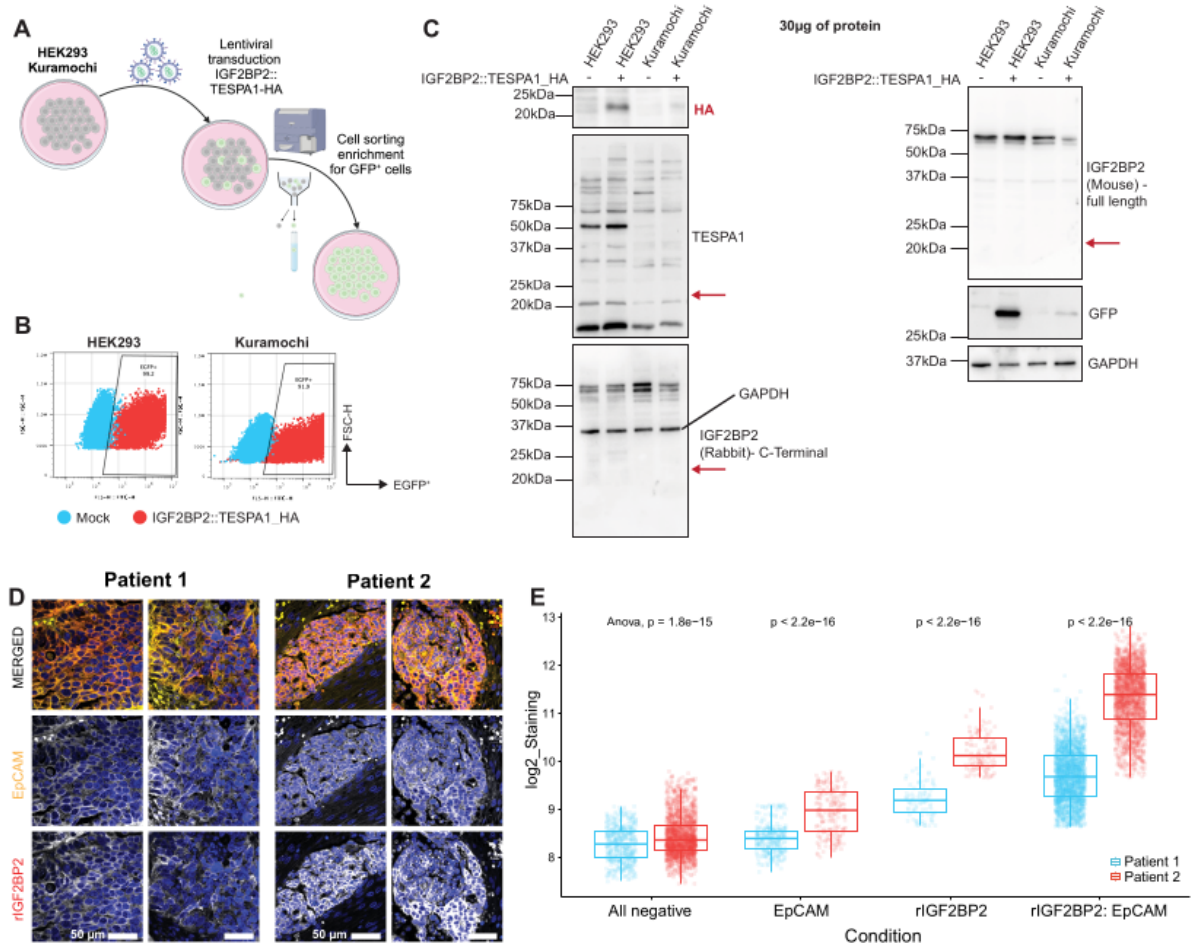 A
HEK293
Kuramochi
Lentiviral
transduction
IGF2BP2::
TESPA1-HA
Cell sorting
enrichment
for GFP⁺ cells
B
HEK293
Kuramochi
EGFP+
EGFP+
FSC-H
EGFP⁺
Mock
IGF2BP2::TESPA1_HA
C
30µg of protein
HEK293
HEK293
Kuramochi
Kuramochi
IGF2BP2::TESPA1_HA - + - +
25kDa
20kDa
HA
75kDa
50kDa
37kDa
25kDa
20kDa
TESPA1
75kDa
50kDa
37kDa
25kDa
20kDa
GAPDH
IGF2BP2
(Rabbit)- C-Terminal
HEK293
HEK293
Kuramochi
Kuramochi
IGF2BP2::TESPA1_HA - + - +
75kDa
50kDa
37kDa
25kDa
20kDa
IGF2BP2
(Mouse) -
full length
25kDa
GFP
37kDa
GAPDH
D
Patient 1
Patient 2
MERGED
EpCAM
rIGF2BP2
50 µm
50 µm
E
Anova, p = 1.8e−15
p < 2.2e−16
p < 2.2e−16
p < 2.2e−16
log2_Staining
13
12
11
10
9
8
Patient 1
Patient 2
All negative
EpCAM
rIGF2BP2
rIGF2BP2: EpCAM
Condition